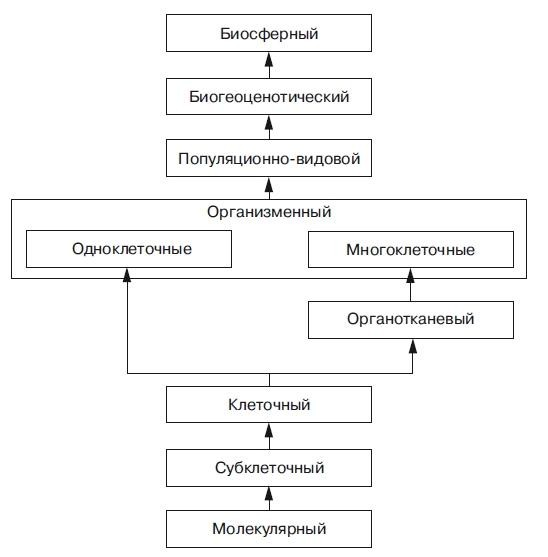 Биосферный
Биогеоценотический
Популяционно-видовой
Организменный
Одноклеточные
Многоклеточные
Органотканевый
Клеточный
Субклеточный
Молекулярный